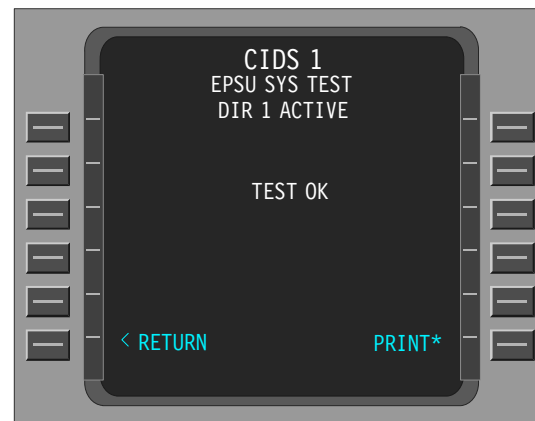 CIDS 1
EPSU SYS TEST
DIR 1 ACTIVE
TEST OK
< RETURN PRINT*